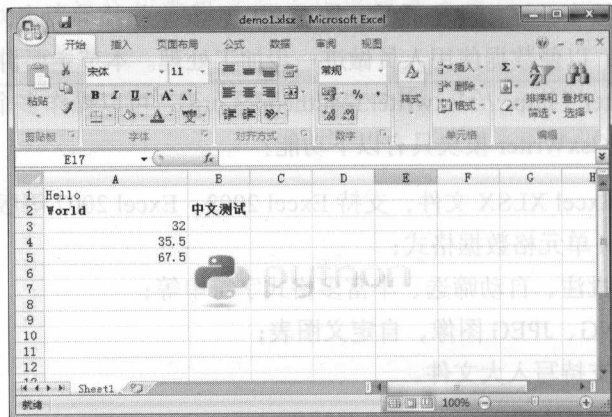 demo1.xlsx - Microsoft Excel
开始 插入 页面布局 公式 数据 审阅 视图
宋体 11 常规 插入 Σ
粘贴 B I U A A % 样式 删除 排序和筛选 查找和选择
A 格式
剪贴板 字体 对齐方式 数字 单元格 编辑
E17 fx
A B C D E F G H
1 Hello
2 World 中文测试
3 32
4 35.5
5 67.5
6
7
8
9
10
11
12
Sheet1
就绪 100%